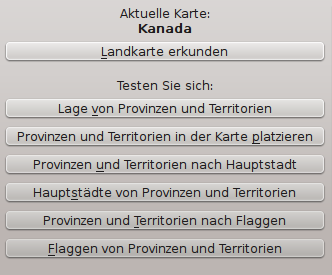 Aktuelle Karte:
Kanada
Landkarte erkunden
Testen Sie sich:
Lage von Provinzen und Territorien
Provinzen und Territorien in der Karte platzieren
Provinzen und Territorien nach Hauptstadt
Hauptstädte von Provinzen und Territorien
Provinzen und Territorien nach Flaggen
Flaggen von Provinzen und Territorien